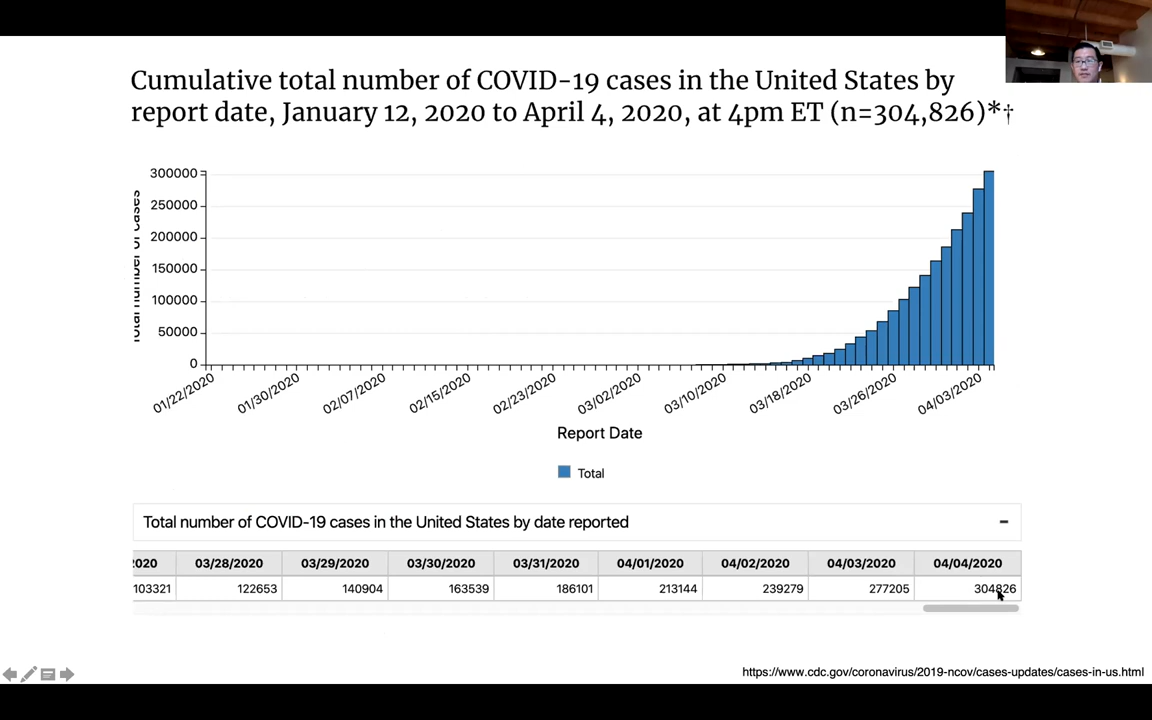 Cumulative total number of COVID-19 cases in the United States by
report date, January 12, 2020 to April 4, 2020, at 4pm ET (n=304,826)*†
Total number of cases
300000
250000
200000
150000
100000
50000
0
01/22/2020 01/30/2020 02/07/2020 02/15/2020 02/23/2020 03/02/2020 03/10/2020 03/18/2020 03/26/2020 04/03/2020
Report Date
Total
Total number of COVID-19 cases in the United States by date reported
2020 03/28/2020 03/29/2020 03/30/2020 03/31/2020 04/01/2020 04/02/2020 04/03/2020 04/04/2020
103321 122653 140904 163539 186101 213144 239279 277205 304826
https://www.cdc.gov/coronavirus/2019-ncov/cases-updates/cases-in-us.html